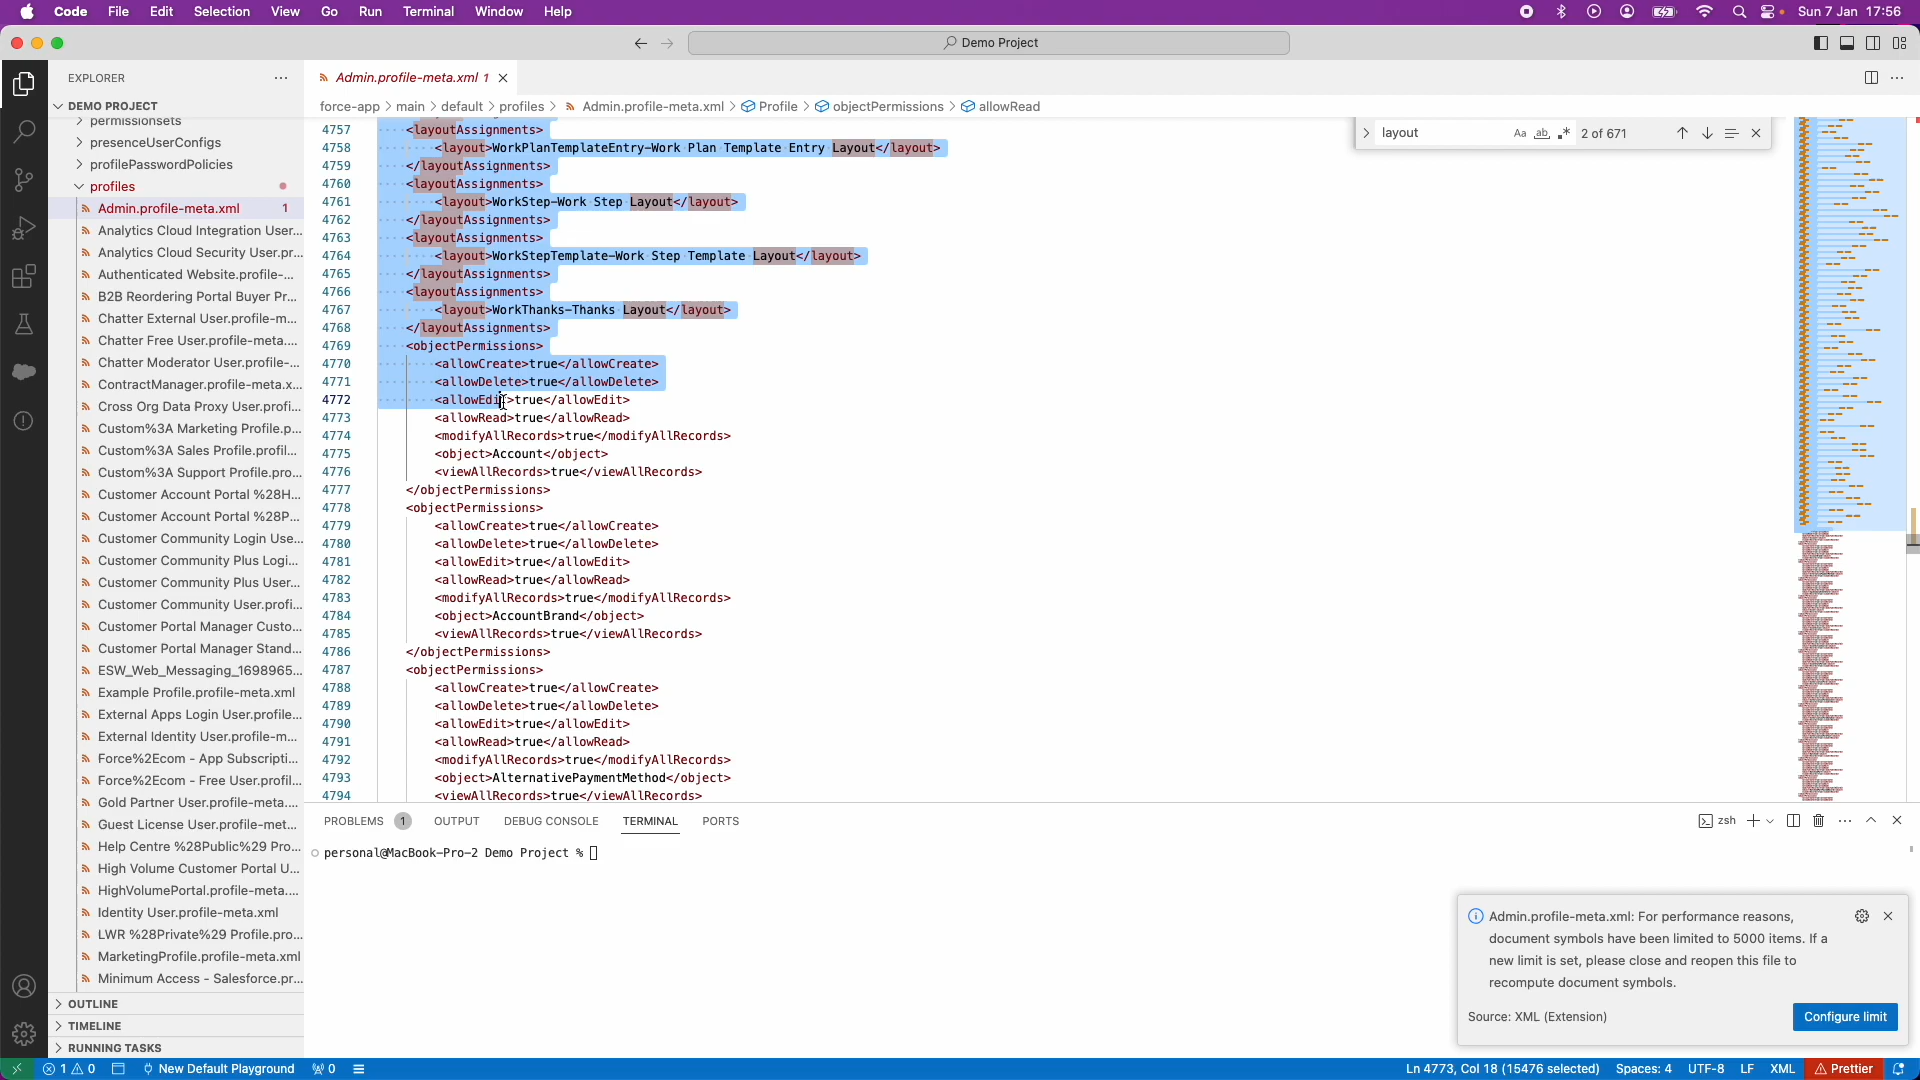 Code File Edit Selection View Go Run Terminal Window Help Sun 7 Jan 17:56
Demo Project
EXPLORER
DEMO PROJECT
permissionsets
presenceUserConfigs
profilePasswordPolicies
profiles
Admin.profile-meta.xml 1
Analytics Cloud Integration User...
Analytics Cloud Security User.pr...
Authenticated Website.profile-...
B2B Reordering Portal Buyer Pr...
Chatter External User.profile-m...
Chatter Free User.profile-meta....
Chatter Moderator User.profile-...
ContractManager.profile-meta.x...
Cross Org Data Proxy User.profi...
Custom%3A Marketing Profile.p...
Custom%3A Sales Profile.profil...
Custom%3A Support Profile.pro...
Customer Account Portal %28H...
Customer Account Portal %28P...
Customer Community Login Use...
Customer Community Plus Logi...
Customer Community Plus User...
Customer Community User.profi...
Customer Portal Manager Custo...
Customer Portal Manager Stand...
ESW_Web_Messaging_1698965...
Example Profile.profile-meta.xml
External Apps Login User.profile...
External Identity User.profile-m...
Force%2Ecom - App Subscripti...
Force%2Ecom - Free User.profil...
Gold Partner User.profile-meta....
Guest License User.profile-met...
Help Centre %28Public%29 Pro...
High Volume Customer Portal U...
HighVolumePortal.profile-meta....
Identity User.profile-meta.xml
LWR %28Private%29 Profile.pro...
MarketingProfile.profile-meta.xml
Minimum Access - Salesforce.pr...
OUTLINE
TIMELINE
RUNNING TASKS
Admin.profile-meta.xml 1
force-app > main > default > profiles > Admin.profile-meta.xml > Profile > objectPermissions > allowRead
layout Aa ab .* 2 of 671
4757 <layoutAssignments>
4758 <layout>WorkPlanTemplateEntry-Work Plan Template Entry Layout</layout>
4759 </layoutAssignments>
4760 <layoutAssignments>
4761 <layout>WorkStep-Work Step Layout</layout>
4762 </layoutAssignments>
4763 <layoutAssignments>
4764 <layout>WorkStepTemplate-Work Step Template Layout</layout>
4765 </layoutAssignments>
4766 <layoutAssignments>
4767 <layout>WorkThanks-Thanks Layout</layout>
4768 </layoutAssignments>
4769 <objectPermissions>
4770 <allowCreate>true</allowCreate>
4771 <allowDelete>true</allowDelete>
4772 <allowEdit>true</allowEdit>
4773 <allowRead>true</allowRead>
4774 <modifyAllRecords>true</modifyAllRecords>
4775 <object>Account</object>
4776 <viewAllRecords>true</viewAllRecords>
4777 </objectPermissions>
4778 <objectPermissions>
4779 <allowCreate>true</allowCreate>
4780 <allowDelete>true</allowDelete>
4781 <allowEdit>true</allowEdit>
4782 <allowRead>true</allowRead>
4783 <modifyAllRecords>true</modifyAllRecords>
4784 <object>AccountBrand</object>
4785 <viewAllRecords>true</viewAllRecords>
4786 </objectPermissions>
4787 <objectPermissions>
4788 <allowCreate>true</allowCreate>
4789 <allowDelete>true</allowDelete>
4790 <allowEdit>true</allowEdit>
4791 <allowRead>true</allowRead>
4792 <modifyAllRecords>true</modifyAllRecords>
4793 <object>AlternativePaymentMethod</object>
4794 <viewAllRecords>true</viewAllRecords>
PROBLEMS 1 OUTPUT DEBUG CONSOLE TERMINAL PORTS zsh
personal@MacBook-Pro-2 Demo Project %
Admin.profile-meta.xml: For performance reasons,
document symbols have been limited to 5000 items. If a
new limit is set, please close and reopen this file to
recompute document symbols.
Source: XML (Extension) Configure limit
1 0 New Default Playground 0 Ln 4773, Col 18 (15476 selected) Spaces: 4 UTF-8 LF XML Prettier